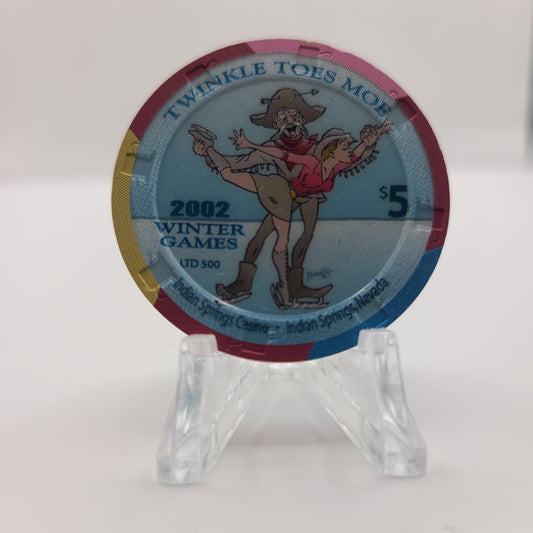 TWINKLE TOES MOE
$5
2002
WINTER
GAMES
LTD 500
Indian Springs Casino • Indian Springs, Nevada